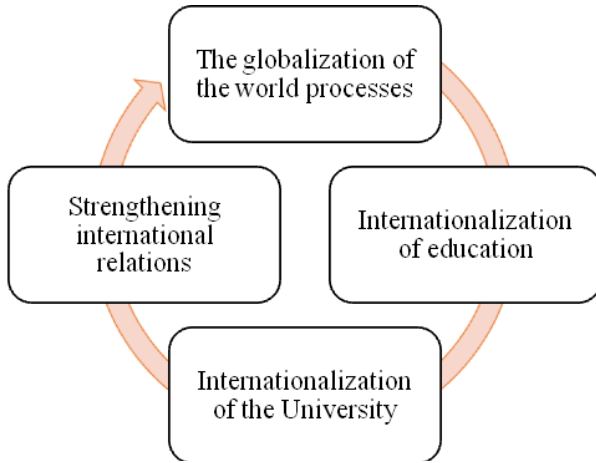 The globalization of
the world processes
Internationalization
of education
Internationalization
of the University
Strengthening
international
relations